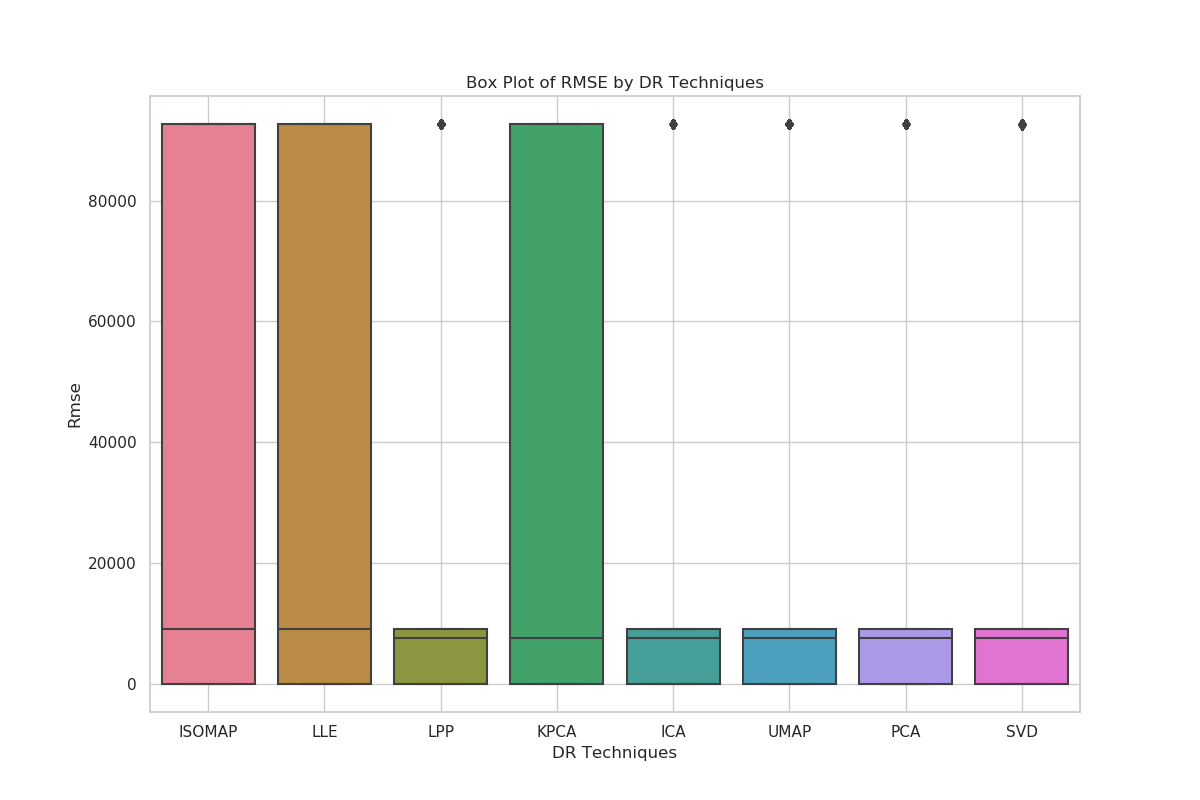 Box Plot of RMSE by DR Techniques
80000
60000
40000
20000
0
Rmse
ISOMAP LLE LPP KPCA ICA UMAP PCA SVD
DR Techniques